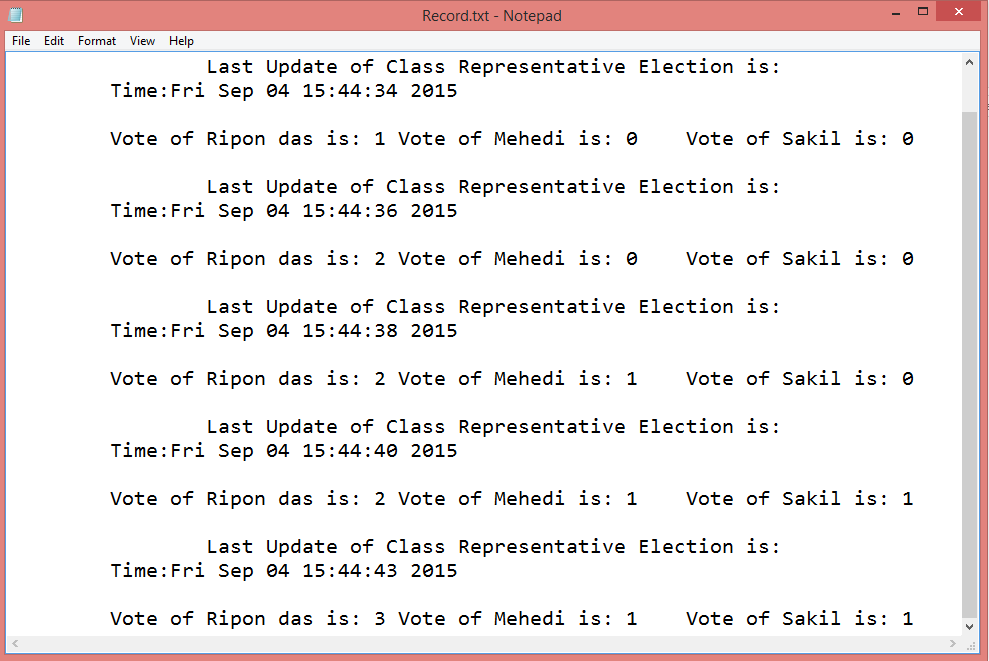 Record.txt - Notepad
File Edit Format View Help
Last Update of Class Representative Election is:
Time:Fri Sep 04 15:44:34 2015
Vote of Ripon das is: 1 Vote of Mehedi is: 0    Vote of Sakil is: 0
Last Update of Class Representative Election is:
Time:Fri Sep 04 15:44:36 2015
Vote of Ripon das is: 2 Vote of Mehedi is: 0    Vote of Sakil is: 0
Last Update of Class Representative Election is:
Time:Fri Sep 04 15:44:38 2015
Vote of Ripon das is: 2 Vote of Mehedi is: 1    Vote of Sakil is: 0
Last Update of Class Representative Election is:
Time:Fri Sep 04 15:44:40 2015
Vote of Ripon das is: 2 Vote of Mehedi is: 1    Vote of Sakil is: 1
Last Update of Class Representative Election is:
Time:Fri Sep 04 15:44:43 2015
Vote of Ripon das is: 3 Vote of Mehedi is: 1    Vote of Sakil is: 1